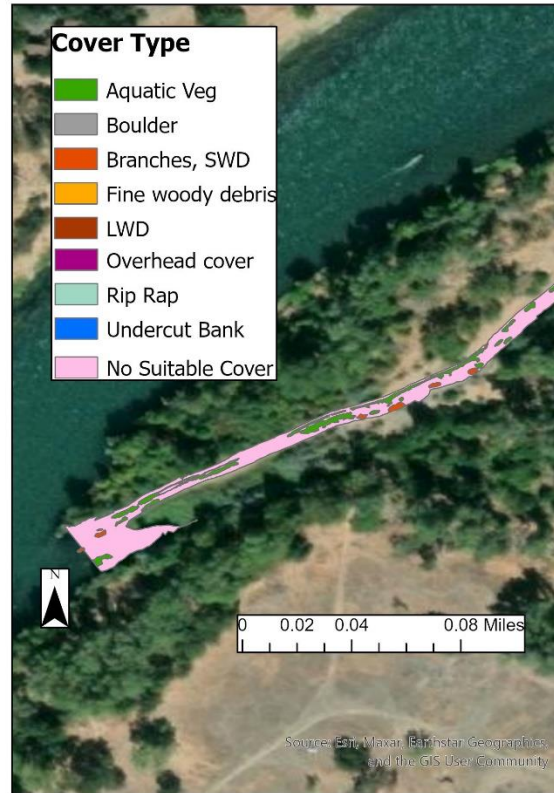 Cover Type
Aquatic Veg
Boulder
Branches, SWD
Fine woody debris
LWD
Overhead cover
Rip Rap
Undercut Bank
No Suitable Cover
N
0 0.02 0.04 0.08 Miles
Source: Esri, Maxar, Earthstar Geographics,
and the GIS User Community